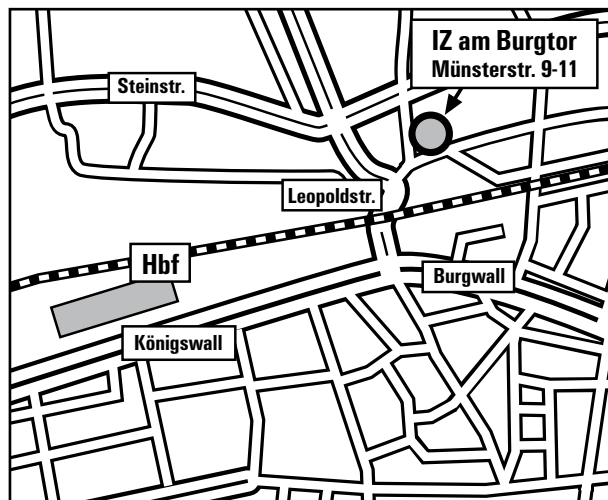 IZ am Burgtor
Münsterstr. 9-11
Steinstr.
Leopoldstr.
Hbf
Burgwall
Königswall